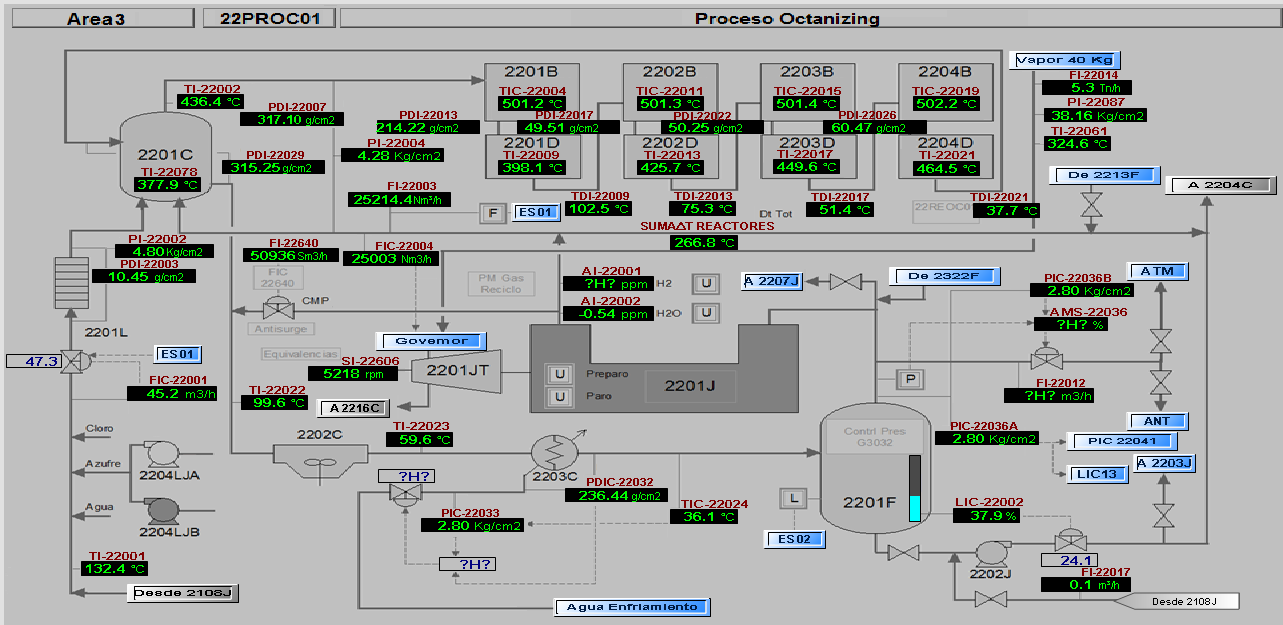 Area3
22PROC01
Proceso Octanizing
TI-22002
436.4 °C
PDI-22007
317.10 g/cm2
2201C
TI-22078
377.9 °C
PDI-22029
315.25 g/cm2
PDI-22013
214.22 g/cm2
PI-22004
4.28 Kg/cm2
FI-22003
25214.4 Nm³/h
2201B
TIC-22004
501.2 °C
2202B
TIC-22011
501.3 °C
2203B
TIC-22015
501.4 °C
2204B
TIC-22019
502.2 °C
PDI-22017
49.51 g/cm2
PDI-22022
50.25 g/cm2
PDI-22026
60.47 g/cm2
2201D
TI-22009
398.1 °C
2202D
TI-22013
425.7 °C
2203D
TI-22017
449.6 °C
2204D
TI-22021
464.5 °C
TDI-22009
102.5 °C
TDI-22013
75.3 °C
Dt Tot
TDI-22017
51.4 °C
TDI-22021
37.7 °C
SUMAΔT REACTORES
266.8 °C
Vapor 40 Kg
FI-22014
5.3 Tn/h
PI-22087
38.16 Kg/cm2
TI-22061
324.6 °C
De 2213F
A 2204C
F
ES01
PI-22002
4.80 Kg/cm2
PDI-22003
10.45 g/cm2
2201L
FI-22640
50936 Sm3/h
FIC-22004
25003 Nm3/h
FIC
22640
CMP
Antisurge
PM Gas
Reciclo
AI-22001
?H? ppm H2
U
AI-22002
-0.54 ppm H2O
U
A 2207J
De 2322F
PIC-22036B
2.80 Kg/cm2
ATM
AMS-22036
?H? %
47.3
ES01
FIC-22001
45.2 m3/h
Equivalencias
Governor
SI-22606
5218 rpm
2201JT
A2216C
TI-22022
99.6 °C
U Preparo
U Paro
2201J
P
FI-22012
?H? m3/h
Cloro
Azufre
Agua
2204LJA
2204LJB
TI-22001
132.4 °C
Desde 2108J
2202C
TI-22023
59.6 °C
?H?
2203C
PDIC-22032
236.44 g/cm2
PIC-22033
2.80 Kg/cm2
TIC-22024
36.1 °C
?H?
Agua Enfriamiento
Contrl Pres
G3032
2201F
L
ES02
PIC-22036A
2.80 Kg/cm2
ANT
PIC 22041
LIC13
A 2203J
LIC-22002
37.9 %
2202J
24.1
FI-22017
0.1 m³/h
Desde 2108J